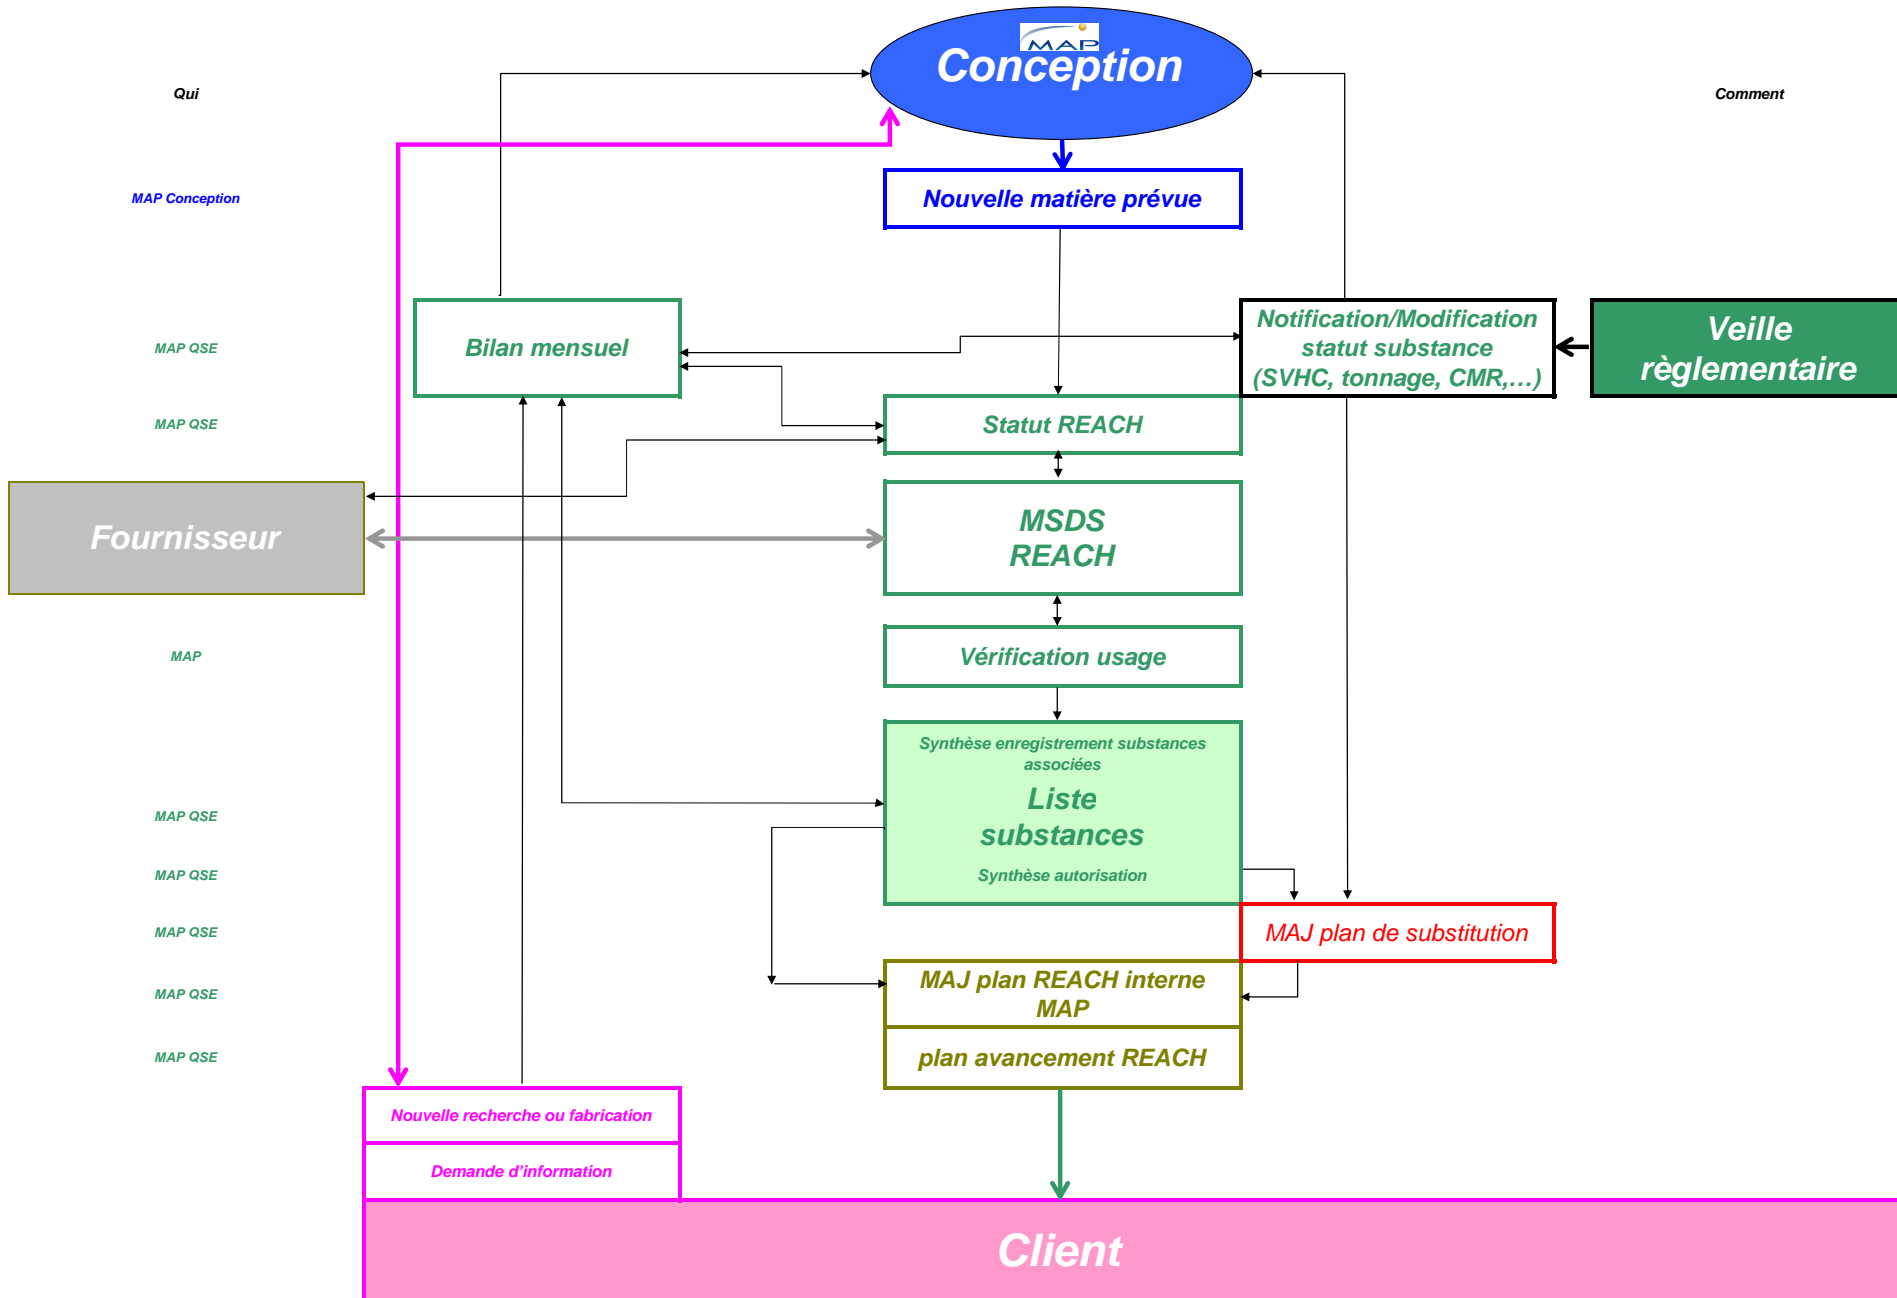 MAP
Conception
Qui
Comment
MAP Conception
Nouvelle matière prévue
MAP QSE
Bilan mensuel
Notification/Modification
statut substance
(SVHC, tonnage, CMR,…)
Veille
règlementaire
MAP QSE
Statut REACH
Fournisseur
MSDS
REACH
MAP
Vérification usage
Synthèse enregistrement substances
associées
Liste
substances
MAP QSE
MAP QSE
Synthèse autorisation
MAP QSE
MAJ plan de substitution
MAP QSE
MAJ plan REACH interne
MAP
MAP QSE
plan avancement REACH
Nouvelle recherche ou fabrication
Demande d’information
Client